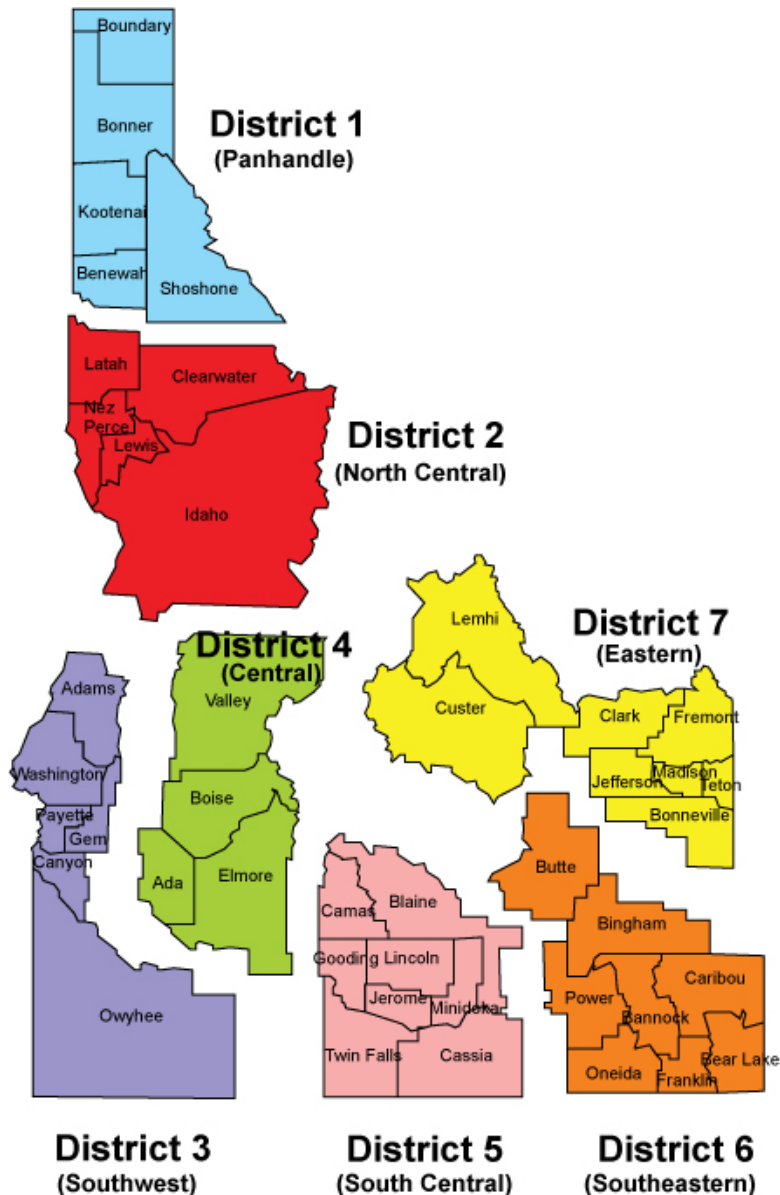 Boundary
Bonner
District 1
(Panhandle)
Kootenai
Benewah
Shoshone
Latah
Clearwater
Nez
Perce
Lewis
District 2
(North Central)
Idaho
Lemhi
District 7
(Eastern)
District 4
(Central)
Adams
Valley
Custer
Clark
Fremont
Washington
Jefferson
Madison
Teton
Boise
Payette
Bonneville
Gem
Canyon
Ada
Elmore
Butte
Camas
Blaine
Bingham
Gooding
Lincoln
Caribou
Jerome
Minidoka
Power
Bannock
Owyhee
Twin Falls
Cassia
Oneida
Franklin
Bear Lake
District 3
(Southwest)
District 5
(South Central)
District 6
(Southeastern)